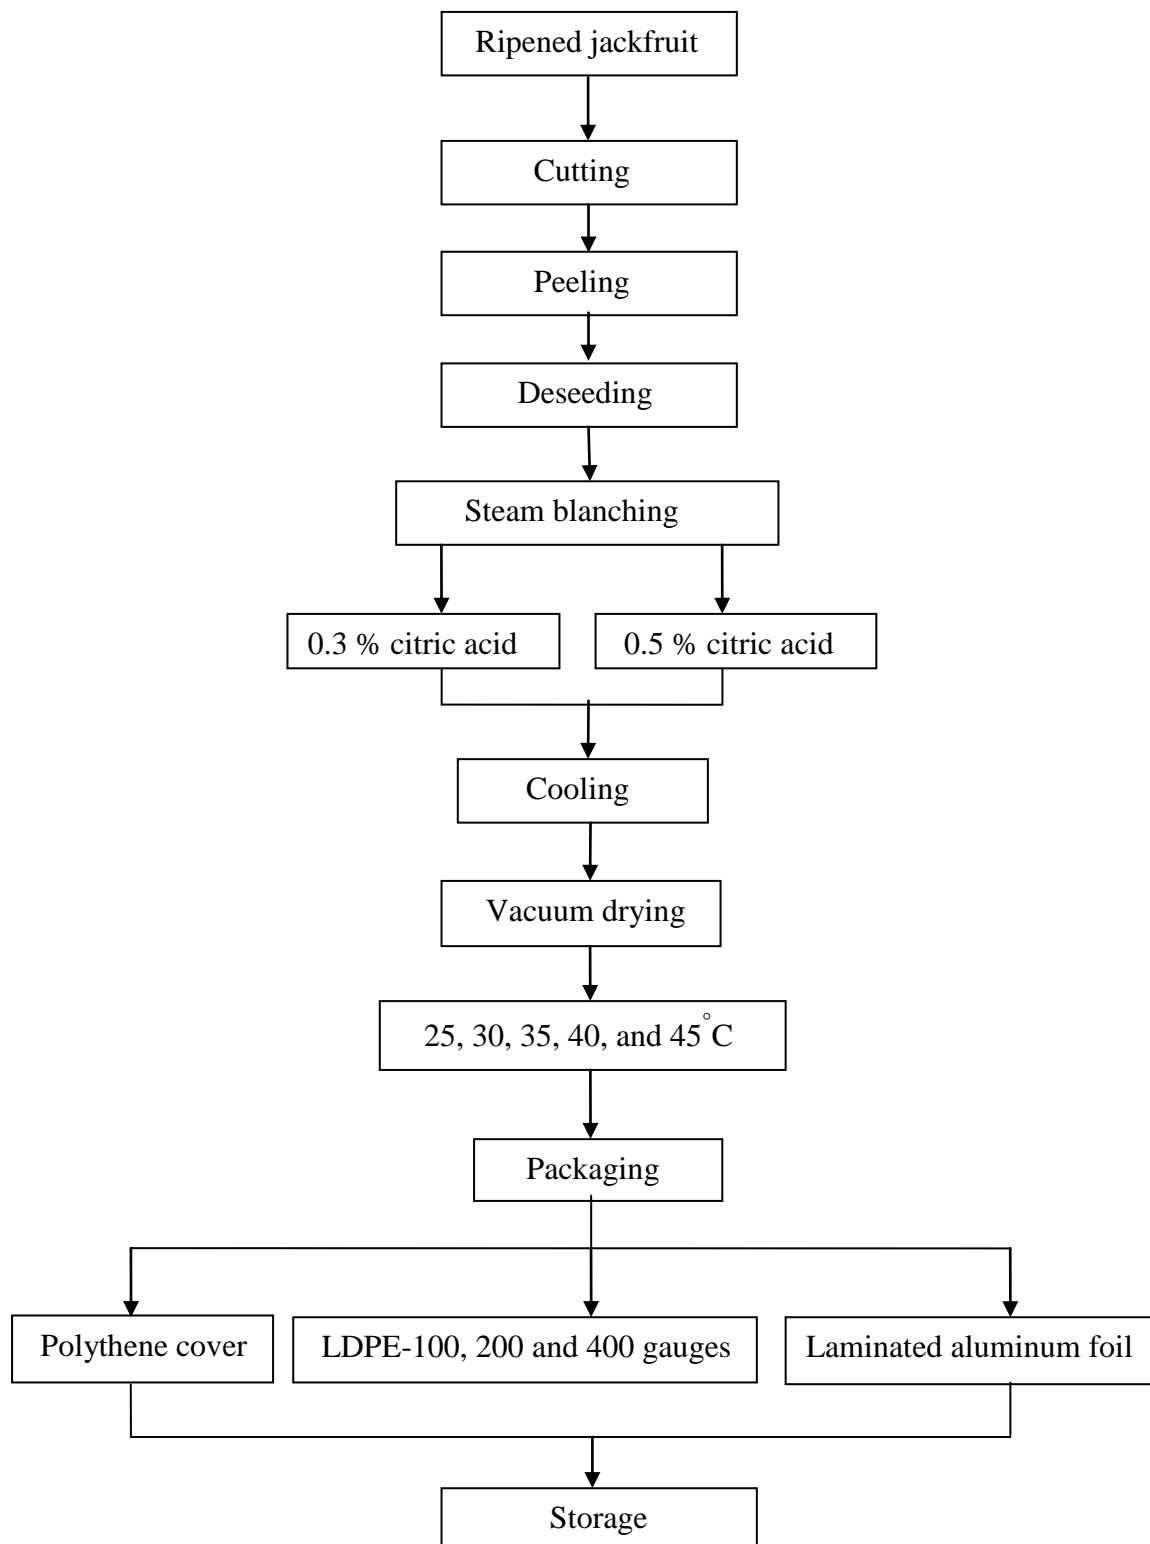 Ripened jackfruit
Cutting
Peeling
Deseeding
Steam blanching
0.3 % citric acid
0.5 % citric acid
Cooling
Vacuum drying
25, 30, 35, 40, and 45°C
Packaging
Polythene cover
LDPE-100, 200 and 400 gauges
Laminated aluminum foil
Storage